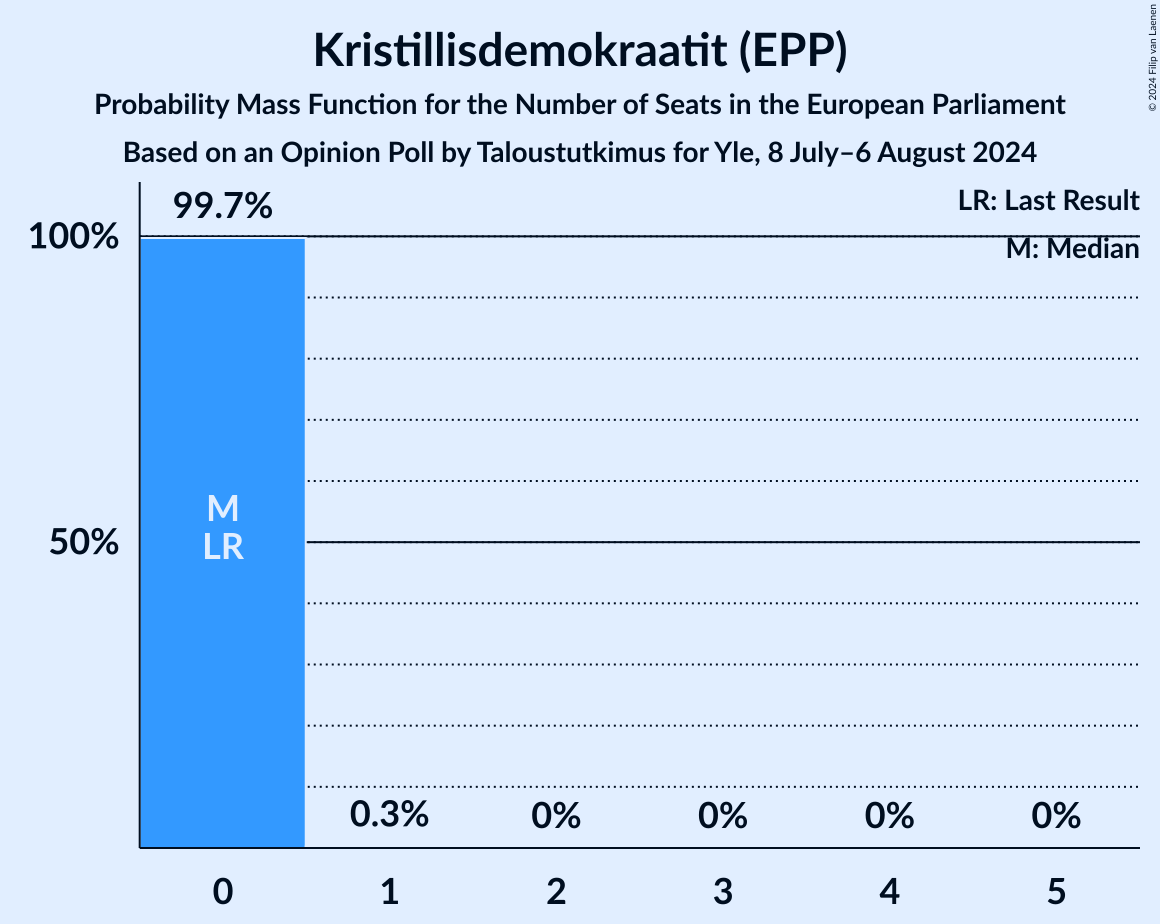 Kristillisdemokraatit (EPP)
Probability Mass Function for the Number of Seats in the European Parliament
Based on an Opinion Poll by Taloustutkimus for Yle, 8 July–6 August 2024
© 2024 Filip van Laenen
LR: Last Result
M: Median
99.7%
100%
50%
M
LR
0.3%
0%
0%
0%
0%
0
1
2
3
4
5